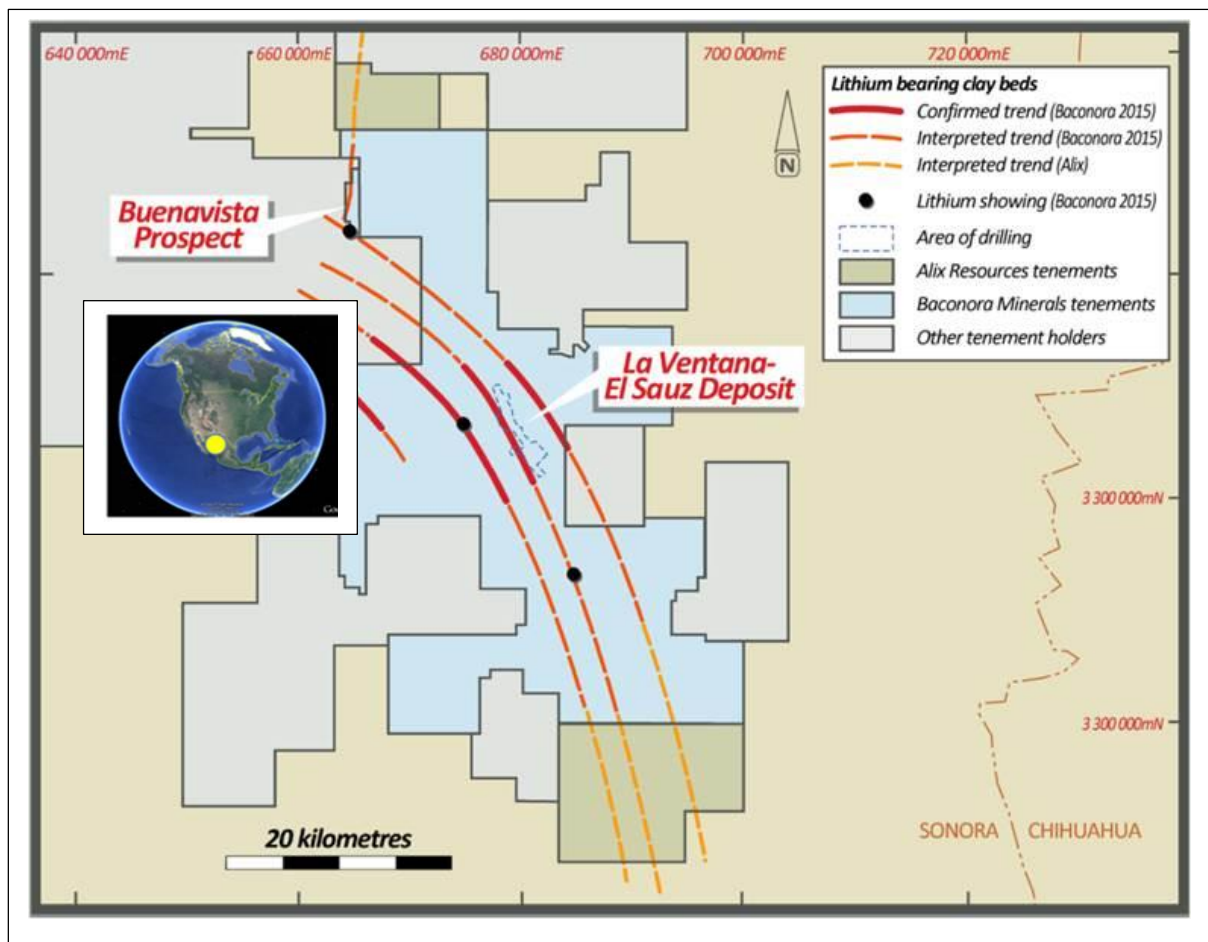 640 000mE
660 000mE
680 000mE
700 000mE
720 000mE
Lithium bearing clay beds
Confirmed trend (Baconora 2015)
Interpreted trend (Baconora 2015)
Interpreted trend (Alix)
Lithium showing (Baconora 2015)
Area of drilling
Alix Resources tenements
Baconora Minerals tenements
Other tenement holders
N
Buenavista
Prospect
La Ventana-
El Sauz Deposit
3 300 000mN
3 300 000mN
20 kilometres
SONORA
CHIHUAHUA